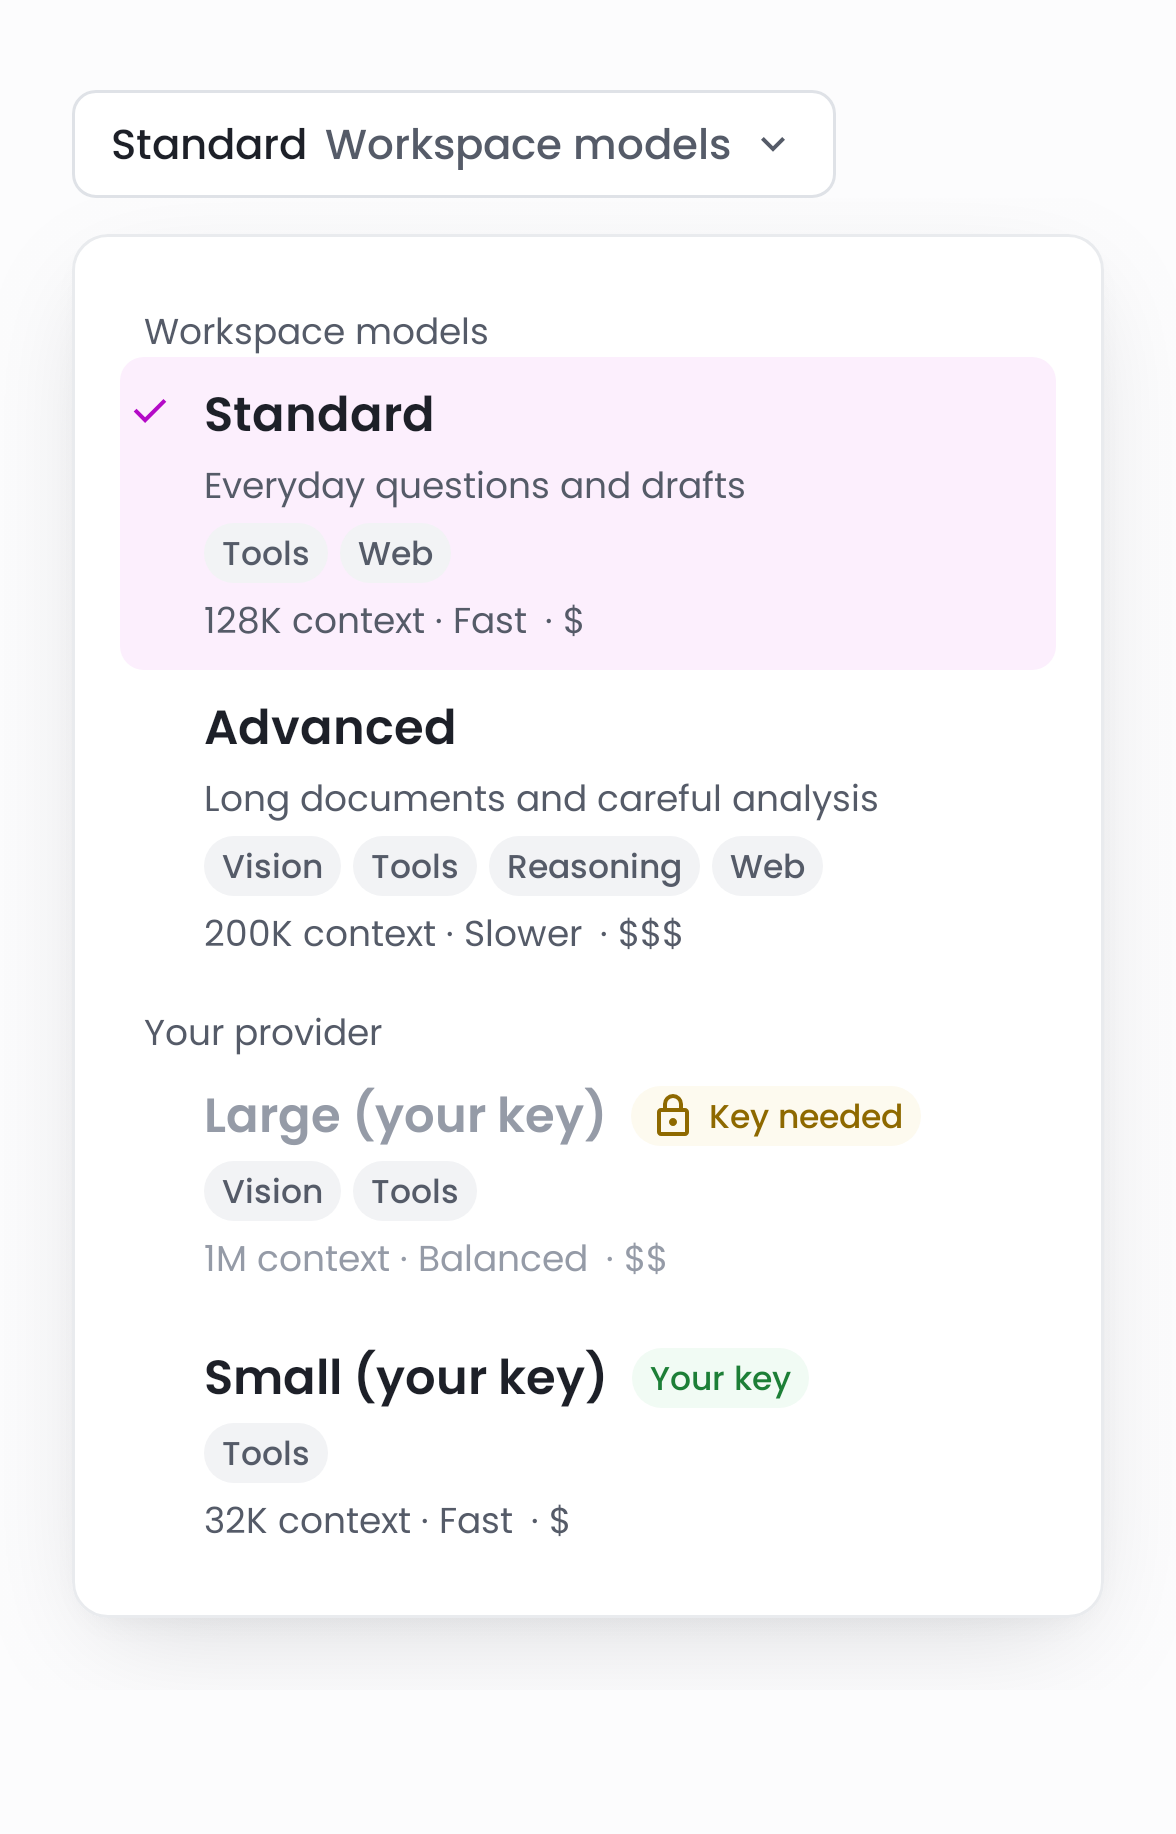 Standard Workspace models
Workspace models
Standard
Everyday questions and drafts
Tools Web
128K context · Fast · $
Advanced
Long documents and careful analysis
Vision Tools Reasoning Web
200K context · Slower · $$$
Your provider
Large (your key) Key needed
Vision Tools
1M context · Balanced · $$
Small (your key) Your key
Tools
32K context · Fast · $